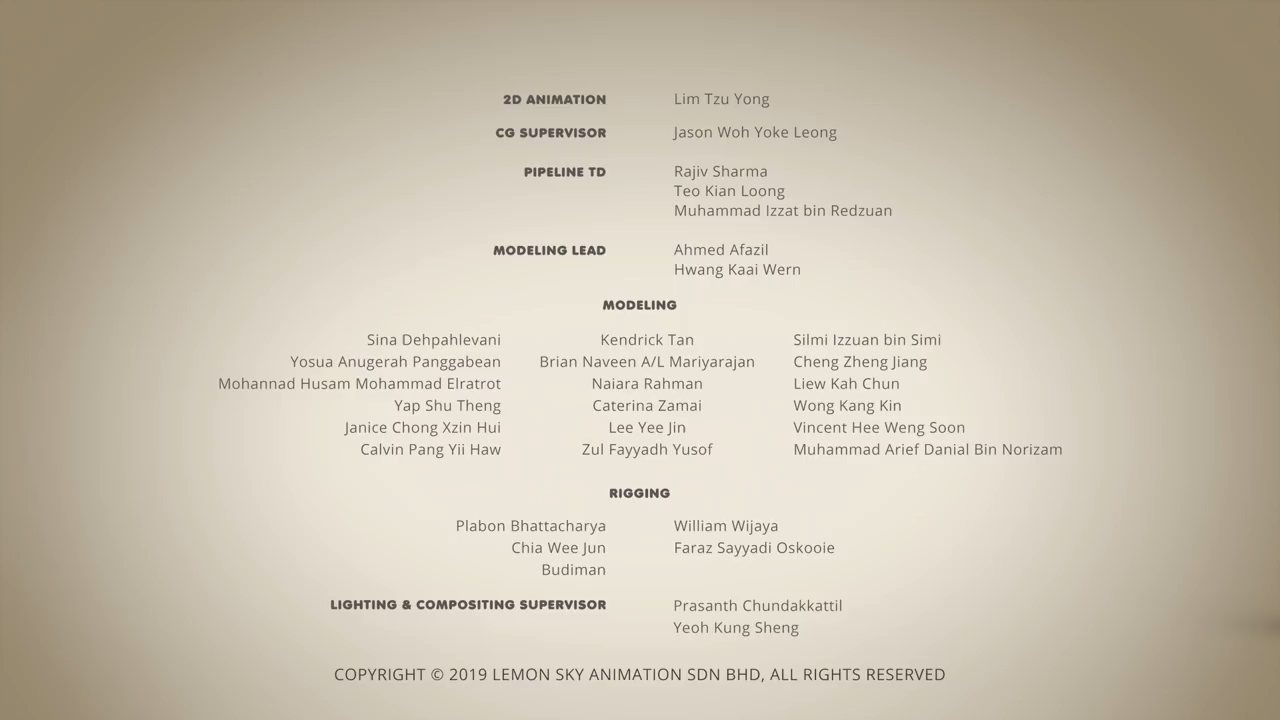 2D ANIMATION Lim Tzu Yong
CG SUPERVISOR Jason Woh Yoke Leong
PIPELINE TD Rajiv Sharma
Teo Kian Loong
Muhammad Izzat bin Redzuan
MODELING LEAD Ahmed Afazil
Hwang Kaai Wern
MODELING
Sina Dehpahlevani Kendrick Tan Silmi Izzuan bin Simi
Yosua Anugerah Panggabean Brian Naveen A/L Mariyarajan Cheng Zheng Jiang
Mohannad Husam Mohammad Elratrot Naiara Rahman Liew Kah Chun
Yap Shu Theng Caterina Zamai Wong Kang Kin
Janice Chong Xzin Hui Lee Yee Jin Vincent Hee Weng Soon
Calvin Pang Yii Haw Zul Fayyadh Yusof Muhammad Arief Danial Bin Norizam
RIGGING
Plabon Bhattacharya William Wijaya
Chia Wee Jun Faraz Sayyadi Oskooie
Budiman
LIGHTING & COMPOSITING SUPERVISOR Prasanth Chundakkattil
Yeoh Kung Sheng
COPYRIGHT © 2019 LEMON SKY ANIMATION SDN BHD, ALL RIGHTS RESERVED